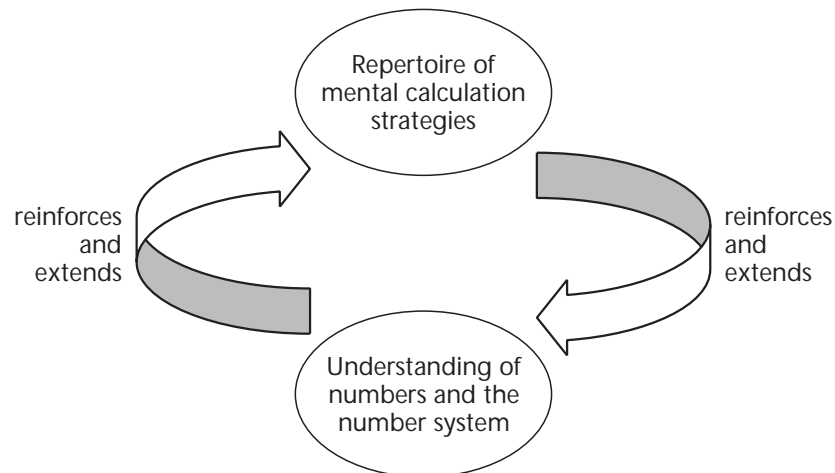 Repertoire of
mental calculation
strategies
reinforces
and
extends
reinforces
and
extends
Understanding of
numbers and the
number system